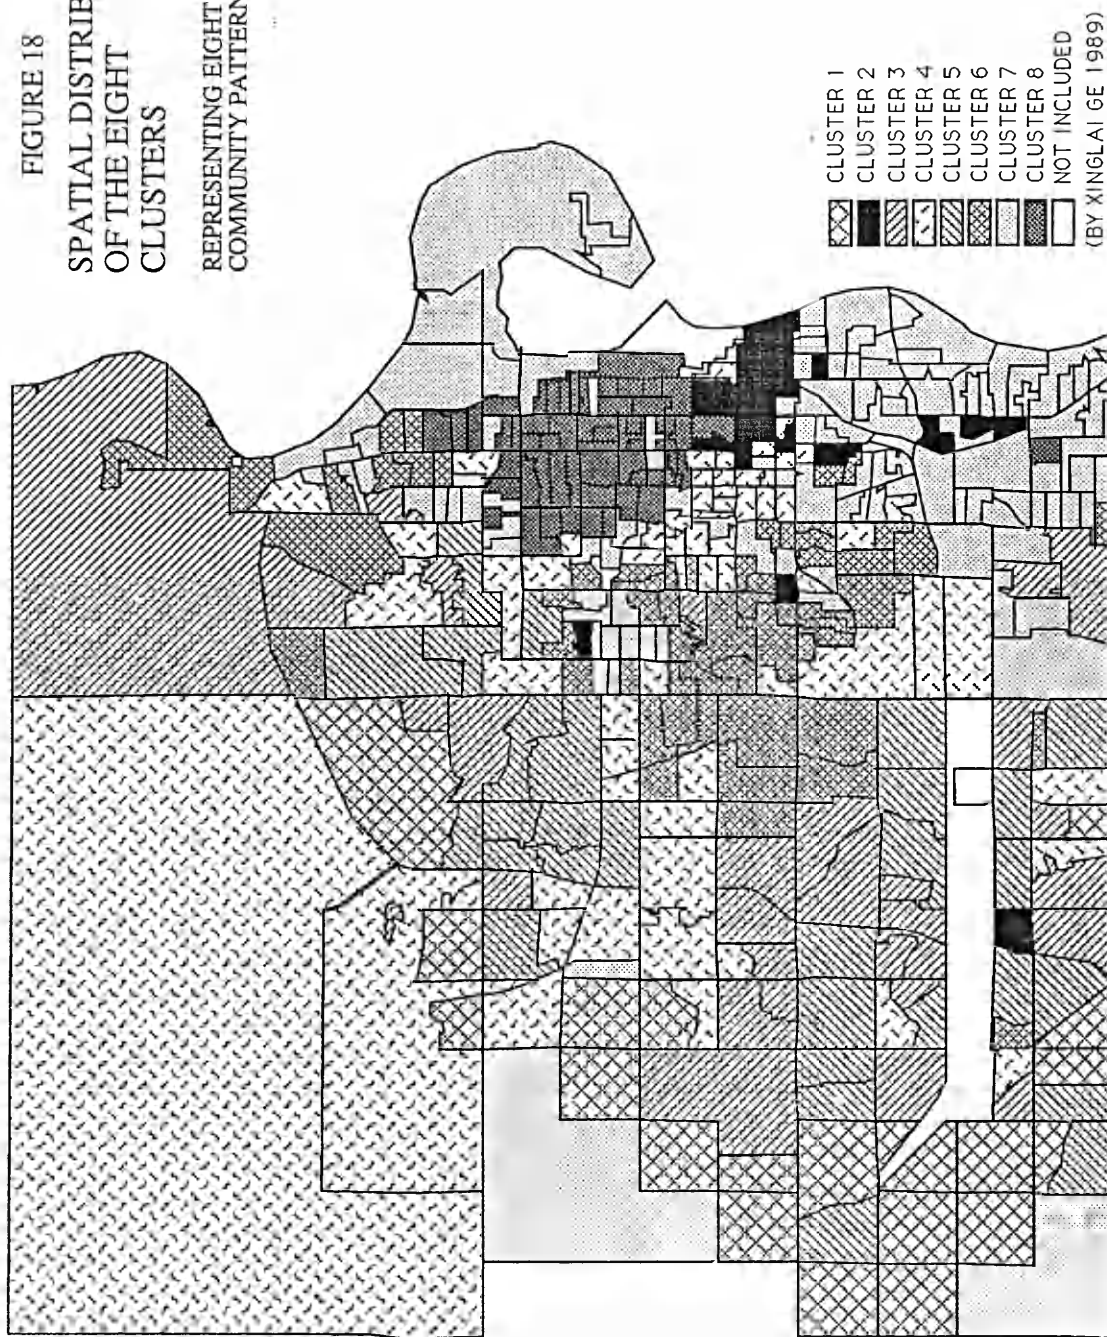 FIGURE 18
SPATIAL DISTRIB
OF THE EIGHT
CLUSTERS
REPRESENTING EIGHT
COMMUNITY PATTERN
CLUSTER 1
CLUSTER 2
CLUSTER 3
CLUSTER 4
CLUSTER 5
CLUSTER 6
CLUSTER 7
CLUSTER 8
NOT INCLUDED
(BY XINGLAI GE 1989)